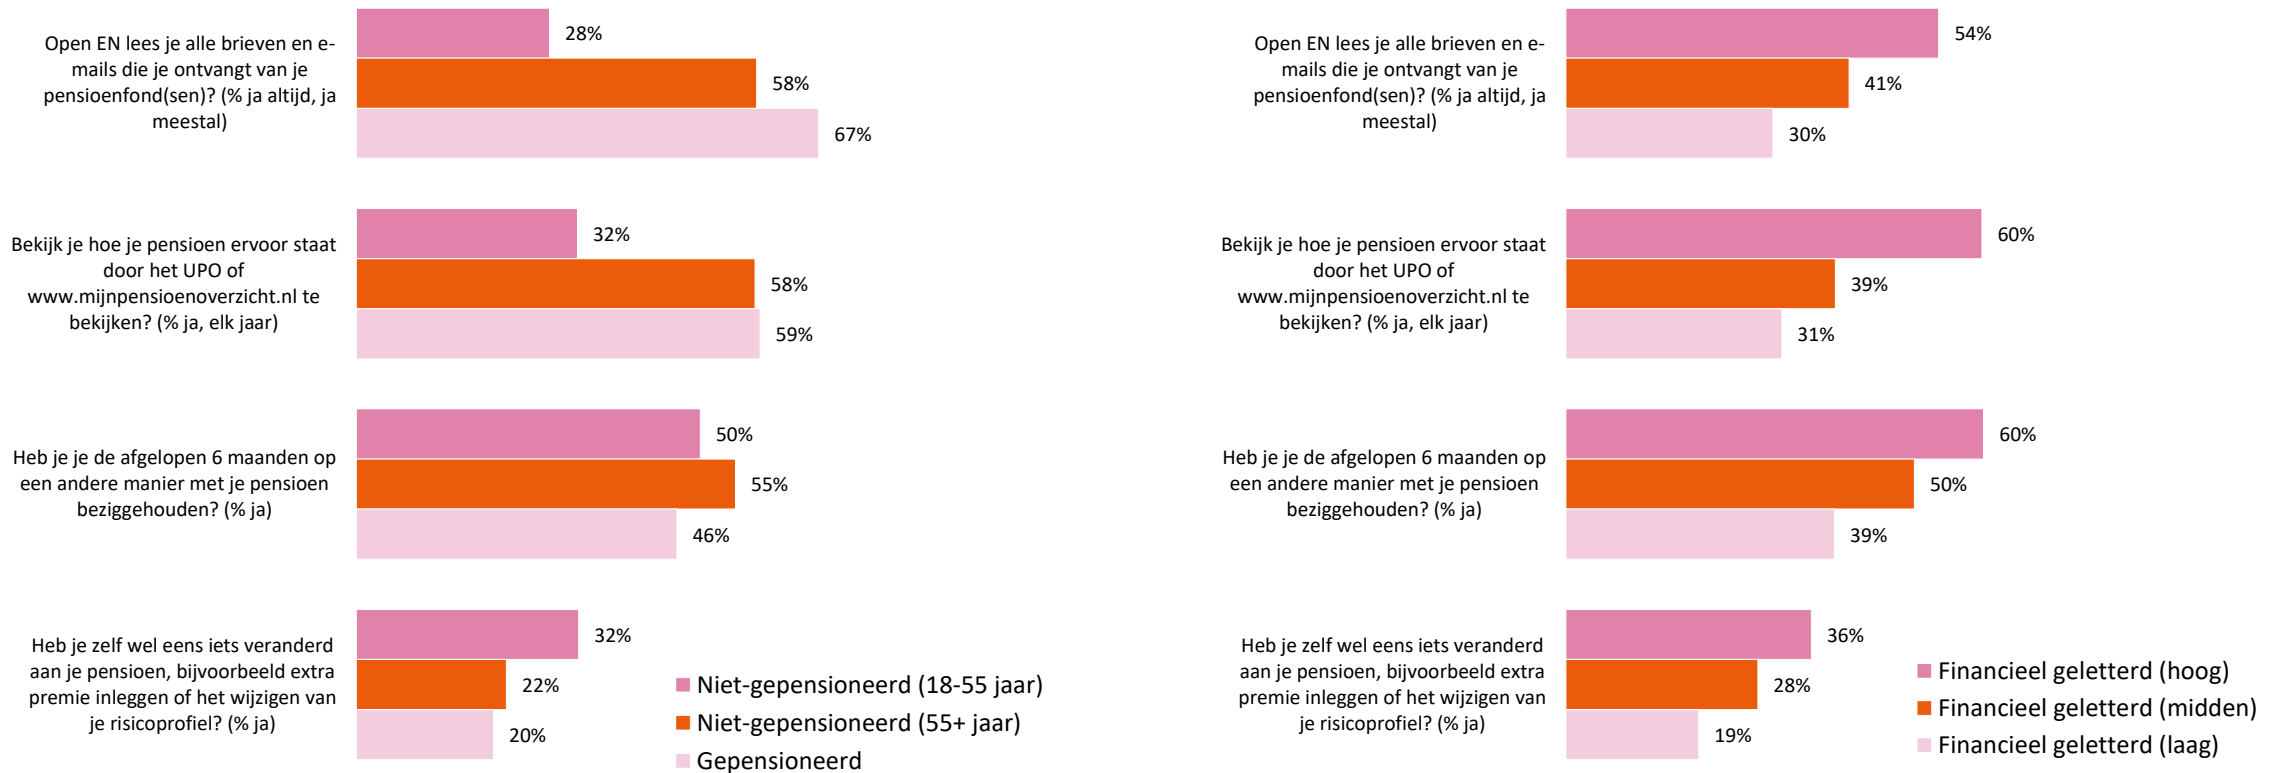 Open EN lees je alle brieven en e-
mails die je ontvangt van je
pensioenfond(sen)? (% ja altijd, ja
meestal)
28%
58%
67%
Bekijk je hoe je pensioen ervoor staat
door het UPO of
www.mijnpensioenoverzicht.nl te
bekijken? (% ja, elk jaar)
32%
58%
59%
Heb je je de afgelopen 6 maanden op
een andere manier met je pensioen
beziggehouden? (% ja)
50%
55%
46%
Heb je zelf wel eens iets veranderd
aan je pensioen, bijvoorbeeld extra
premie inleggen of het wijzigen van
je risicoprofiel? (% ja)
32%
22%
20%
Niet-gepensioneerd (18-55 jaar)
Niet-gepensioneerd (55+ jaar)
Gepensioneerd
Open EN lees je alle brieven en e-
mails die je ontvangt van je
pensioenfond(sen)? (% ja altijd, ja
meestal)
54%
41%
30%
Bekijk je hoe je pensioen ervoor staat
door het UPO of
www.mijnpensioenoverzicht.nl te
bekijken? (% ja, elk jaar)
60%
39%
31%
Heb je je de afgelopen 6 maanden op
een andere manier met je pensioen
beziggehouden? (% ja)
60%
50%
39%
Heb je zelf wel eens iets veranderd
aan je pensioen, bijvoorbeeld extra
premie inleggen of het wijzigen van
je risicoprofiel? (% ja)
36%
28%
19%
Financieel geletterd (hoog)
Financieel geletterd (midden)
Financieel geletterd (laag)